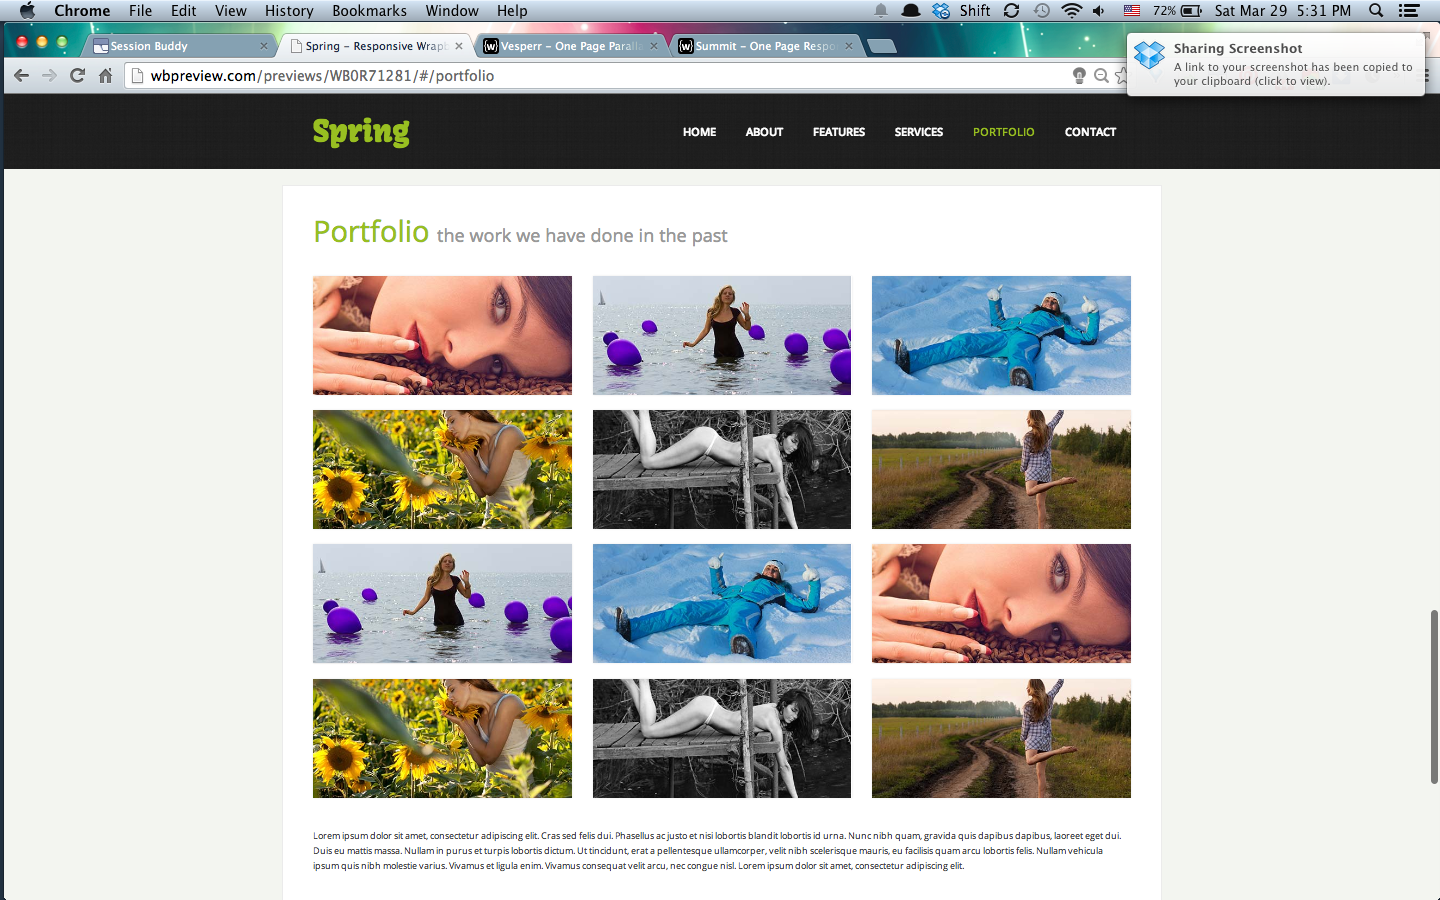 Chrome File Edit View History Bookmarks Window Help Shift 72% Sat Mar 29 5:31 PM
Session Buddy Spring – Responsive Wrapb Vesperr – One Page Parall Summit – One Page Respo
wbpreview.com/previews/WB0R71281/#/portfolio
Sharing Screenshot
A link to your screenshot has been copied to
your clipboard (click to view).
Spring HOME ABOUT FEATURES SERVICES PORTFOLIO CONTACT
Portfolio the work we have done in the past
Lorem ipsum dolor sit amet, consectetur adipiscing elit. Cras sed felis dui. Phasellus ac justo et nisi lobortis blandit lobortis id urna. Nunc nibh quam, gravida quis dapibus dapibus, laoreet eget dui.
Duis eu mattis massa. Nullam in purus et turpis lobortis dictum. Ut tincidunt, erat a pellentesque ullamcorper, velit nibh scelerisque mauris, eu facilisis quam arcu lobortis felis. Nullam vehicula
ipsum quis nibh molestie varius. Vivamus et ligula enim. Vivamus consequat velit arcu, nec congue nisl. Lorem ipsum dolor sit amet, consectetur adipiscing elit.